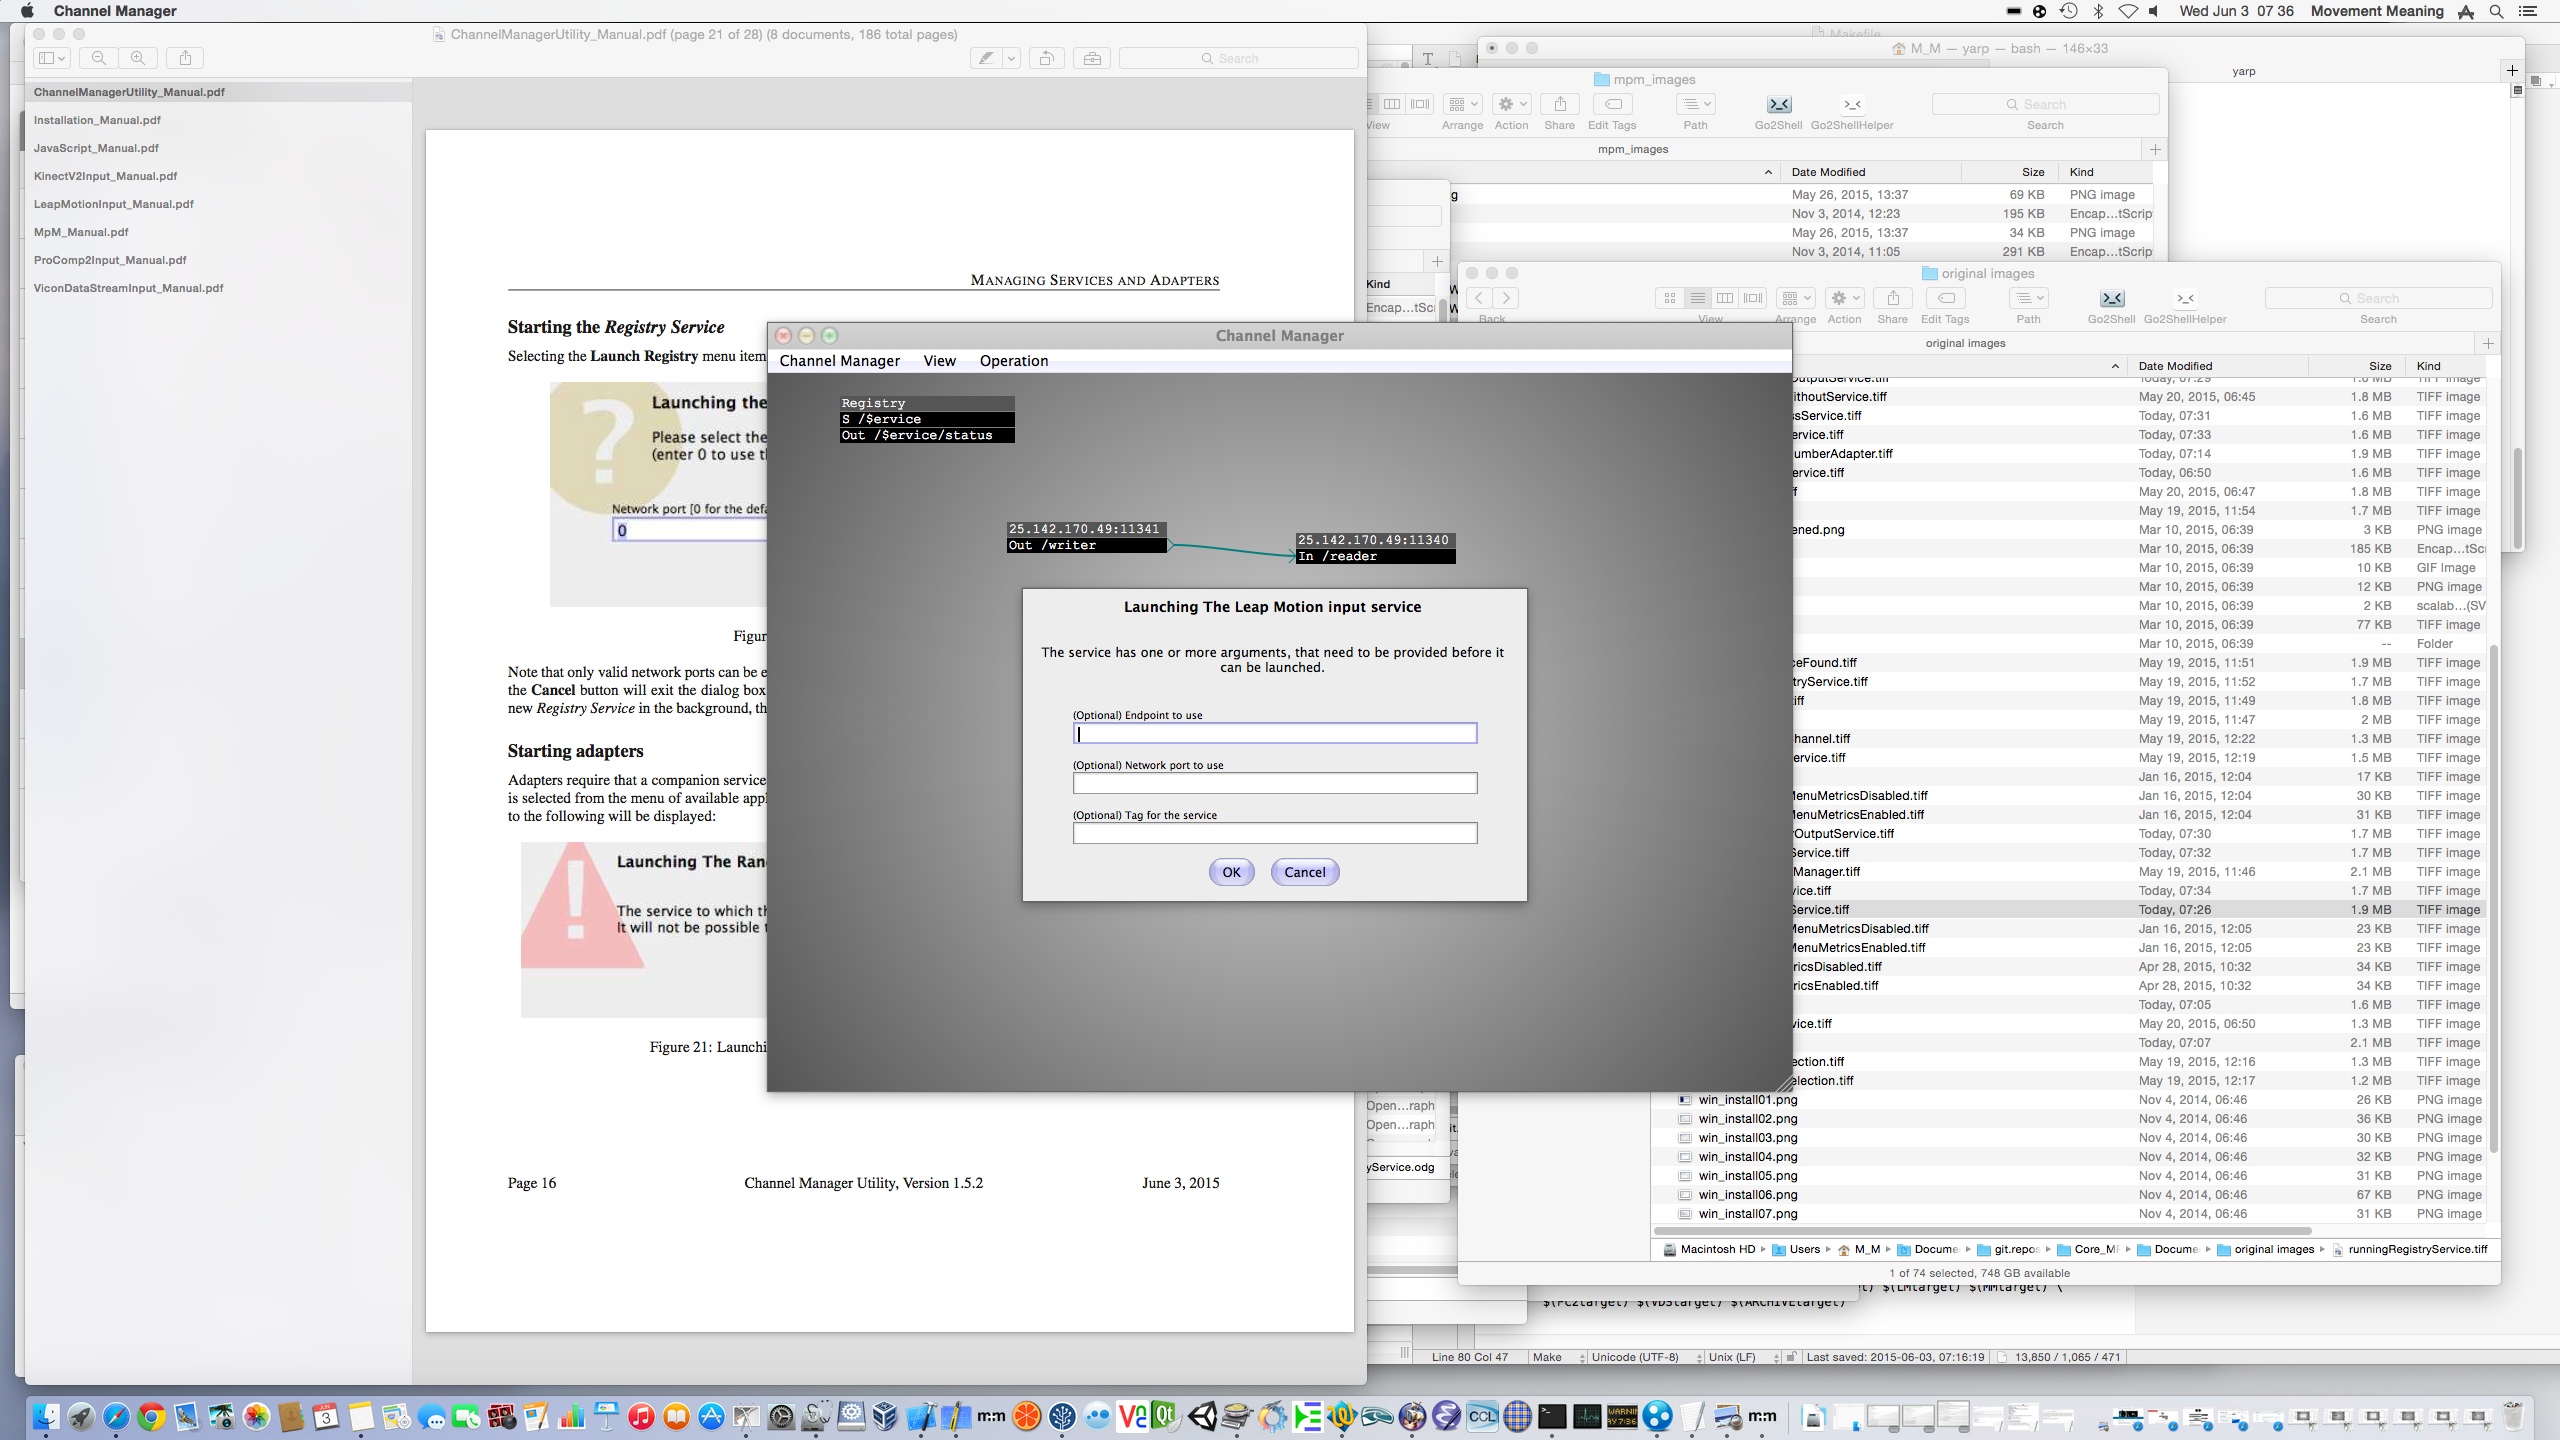 Channel Manager
Wed Jun 3 07 36 Movement Meaning
ChannelManagerUtility_Manual.pdf (page 21 of 28) (8 documents, 186 total pages)
Search
ChannelManagerUtility_Manual.pdf
Installation_Manual.pdf
JavaScript_Manual.pdf
KinectV2Input_Manual.pdf
LeapMotionInput_Manual.pdf
MpM_Manual.pdf
ProComp2Input_Manual.pdf
ViconDataStreamInput_Manual.pdf
MANAGING SERVICES AND ADAPTERS
Starting the Registry Service
Selecting the Launch Registry menu item
Launching the
Please select the
(enter 0 to use t
Network port [0 for the defa
0
Figur
Note that only valid network ports can be e
the Cancel button will exit the dialog box
new Registry Service in the background, th
Starting adapters
Adapters require that a companion service
is selected from the menu of available appl
to the following will be displayed:
Launching The Ran
The service to which th
It will not be possible t
Figure 21: Launchi
Page 16
Channel Manager Utility, Version 1.5.2
June 3, 2015
Channel Manager
Channel Manager View Operation
Registry
S /$ervice
Out /$ervice/status
25.142.170.49:11341
Out /writer
25.142.170.49:11340
In /reader
Launching The Leap Motion input service
The service has one or more arguments, that need to be provided before it
can be launched.
(Optional) Endpoint to use
(Optional) Network port to use
(Optional) Tag for the service
OK
Cancel
Makefile
M_M — yarp — bash — 146×33
yarp
mpm_images
Search
View Arrange Action Share Edit Tags Path Go2Shell Go2ShellHelper Search
mpm_images
Date Modified Size Kind
May 26, 2015, 13:37 69 KB PNG image
Nov 3, 2014, 12:23 195 KB Encap...tScrip
May 26, 2015, 13:37 34 KB PNG image
Nov 3, 2014, 11:05 291 KB Encap...tScrip
Kind
Encap...tSc
original images
Search
Back View Arrange Action Share Edit Tags Path Go2Shell Go2ShellHelper Search
original images
Date Modified Size Kind
OutputService.tiff Today, 07:29 1.6 MB TIFF image
ithoutService.tiff May 20, 2015, 06:45 1.8 MB TIFF image
ssService.tiff Today, 07:31 1.6 MB TIFF image
ervice.tiff Today, 07:33 1.6 MB TIFF image
umberAdapter.tiff Today, 07:14 1.9 MB TIFF image
ervice.tiff Today, 06:50 1.6 MB TIFF image
ff May 20, 2015, 06:47 1.8 MB TIFF image
May 19, 2015, 11:54 1.7 MB TIFF image
ened.png Mar 10, 2015, 06:39 3 KB PNG image
Mar 10, 2015, 06:39 185 KB Encap...tSc
Mar 10, 2015, 06:39 10 KB GIF Image
Mar 10, 2015, 06:39 12 KB PNG image
Mar 10, 2015, 06:39 2 KB scalab...(SV
Mar 10, 2015, 06:39 77 KB TIFF image
Mar 10, 2015, 06:39 -- Folder
ceFound.tiff May 19, 2015, 11:51 1.9 MB TIFF image
tryService.tiff May 19, 2015, 11:52 1.7 MB TIFF image
iff May 19, 2015, 11:49 1.8 MB TIFF image
May 19, 2015, 11:47 2 MB TIFF image
hannel.tiff May 19, 2015, 12:22 1.3 MB TIFF image
ervice.tiff May 19, 2015, 12:19 1.5 MB TIFF image
Jan 16, 2015, 12:04 17 KB TIFF image
MenuMetricsDisabled.tiff Jan 16, 2015, 12:04 30 KB TIFF image
MenuMetricsEnabled.tiff Jan 16, 2015, 12:04 31 KB TIFF image
rOutputService.tiff Today, 07:30 1.7 MB TIFF image
Service.tiff Today, 07:32 1.7 MB TIFF image
Manager.tiff May 19, 2015, 11:46 2.1 MB TIFF image
vice.tiff Today, 07:34 1.7 MB TIFF image
Service.tiff Today, 07:26 1.9 MB TIFF image
MenuMetricsDisabled.tiff Jan 16, 2015, 12:05 23 KB TIFF image
MenuMetricsEnabled.tiff Jan 16, 2015, 12:05 23 KB TIFF image
ricsDisabled.tiff Apr 28, 2015, 10:32 34 KB TIFF image
ricsEnabled.tiff Apr 28, 2015, 10:32 34 KB TIFF image
Today, 07:05 1.6 MB TIFF image
vice.tiff May 20, 2015, 06:50 1.3 MB TIFF image
Today, 07:07 2.1 MB TIFF image
ection.tiff May 19, 2015, 12:16 1.3 MB TIFF image
election.tiff May 19, 2015, 12:17 1.2 MB TIFF image
win_install01.png Nov 4, 2014, 06:46 26 KB PNG image
win_install02.png Nov 4, 2014, 06:46 36 KB PNG image
win_install03.png Nov 4, 2014, 06:46 30 KB PNG image
win_install04.png Nov 4, 2014, 06:46 32 KB PNG image
win_install05.png Nov 4, 2014, 06:46 31 KB PNG image
win_install06.png Nov 4, 2014, 06:46 67 KB PNG image
win_install07.png Nov 4, 2014, 06:46 31 KB PNG image
Macintosh HD Users M_M Docume git.repos Core_M Docume original images runningRegistryService.tiff
1 of 74 selected, 748 GB available
Open...raph
Open...raph
yService.odg
$(LMtarget) $(MMtarget) \
$(PC2target) $(VDStarget) $(ARCHIVEtarget)
Line 80 Col 47 Make Unicode (UTF-8) Unix (LF) Last saved: 2015-06-03, 07:16:19 13,850 / 1,065 / 471